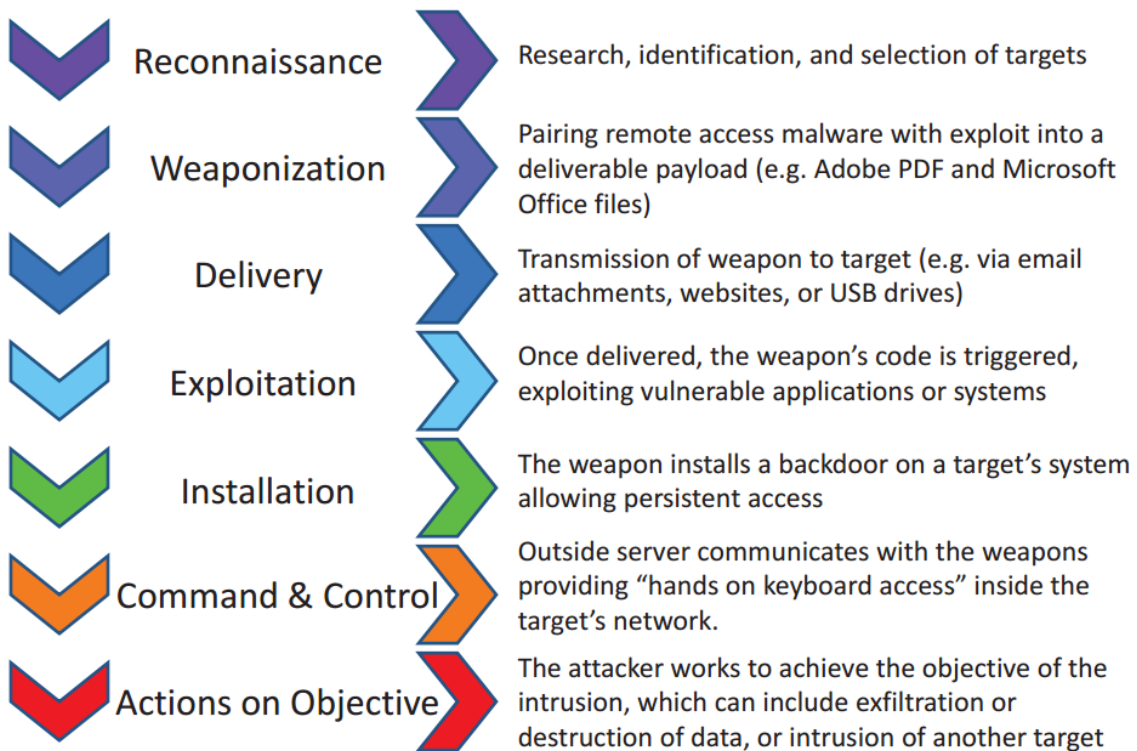 Reconnaissance
Research, identification, and selection of targets
Weaponization
Pairing remote access malware with exploit into a
deliverable payload (e.g. Adobe PDF and Microsoft
Office files)
Delivery
Transmission of weapon to target (e.g. via email
attachments, websites, or USB drives)
Exploitation
Once delivered, the weapon’s code is triggered,
exploiting vulnerable applications or systems
Installation
The weapon installs a backdoor on a target’s system
allowing persistent access
Command & Control
Outside server communicates with the weapons
providing “hands on keyboard access” inside the
target’s network.
Actions on Objective
The attacker works to achieve the objective of the
intrusion, which can include exfiltration or
destruction of data, or intrusion of another target